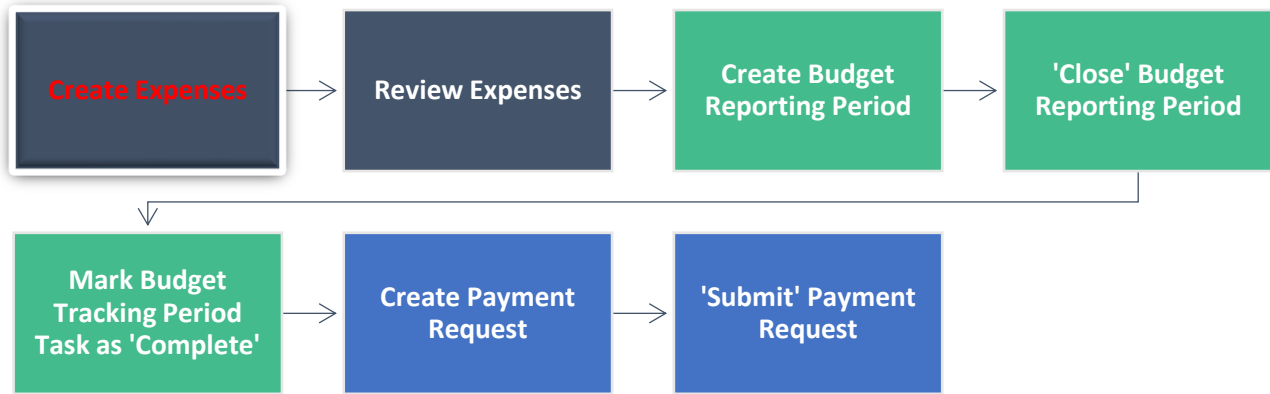 Create Expenses
Review Expenses
Create Budget
Reporting Period
'Close' Budget
Reporting Period
Mark Budget
Tracking Period
Task as 'Complete'
Create Payment
Request
'Submit' Payment
Request